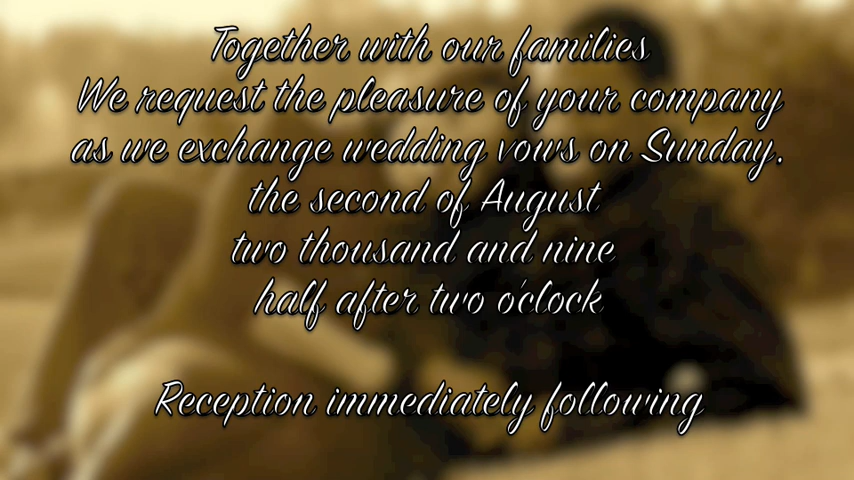 Together with our families
We request the pleasure of your company
as we exchange wedding vows on Sunday.
the second of August
two thousand and nine
half after two o'clock
Reception immediately following